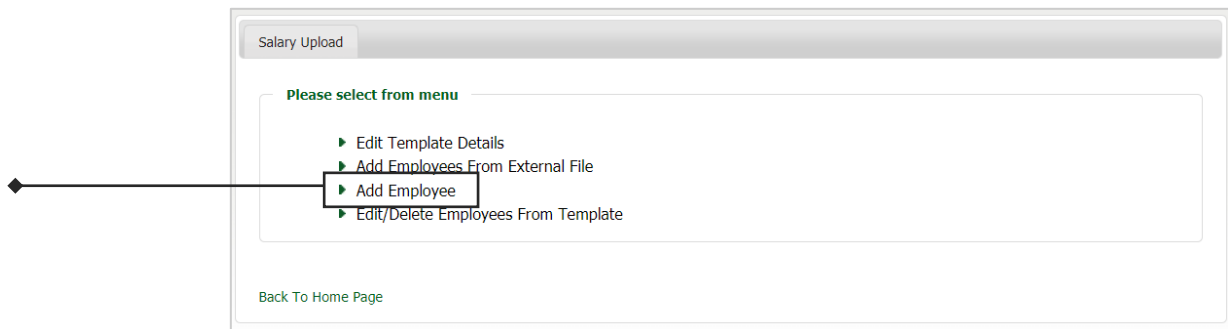 Salary Upload
Please select from menu
Edit Template Details
Add Employees From External File
Add Employee
Edit/Delete Employees From Template
Back To Home Page